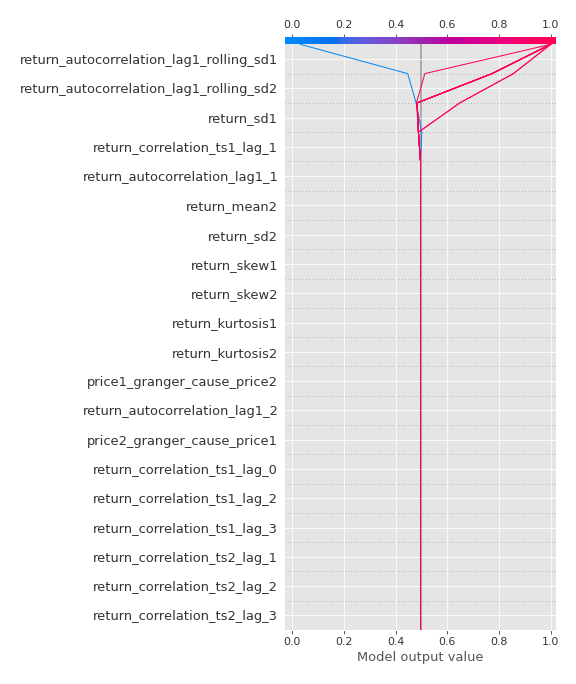 0.0 0.2 0.4 0.6 0.8 1.0
return_autocorrelation_lag1_rolling_sd1
return_autocorrelation_lag1_rolling_sd2
return_sd1
return_correlation_ts1_lag_1
return_autocorrelation_lag1_1
return_mean2
return_sd2
return_skew1
return_skew2
return_kurtosis1
return_kurtosis2
price1_granger_cause_price2
return_autocorrelation_lag1_2
price2_granger_cause_price1
return_correlation_ts1_lag_0
return_correlation_ts1_lag_2
return_correlation_ts1_lag_3
return_correlation_ts2_lag_1
return_correlation_ts2_lag_2
return_correlation_ts2_lag_3
0.0 0.2 0.4 0.6 0.8 1.0
Model output value